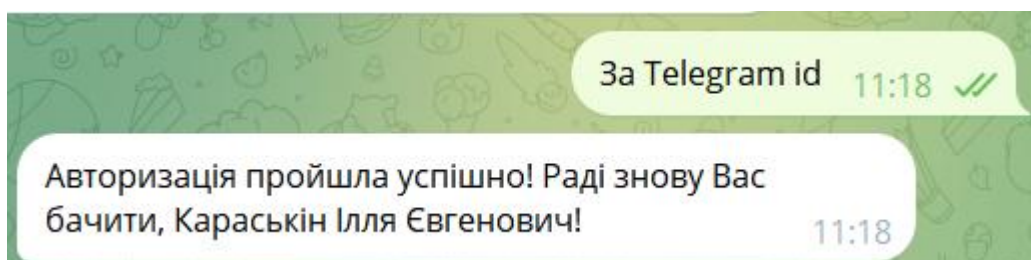 За Telegram id 11:18
Авторизація пройшла успішно! Раді знову Вас
бачити, Караськін Ілля Євгенович!
11:18